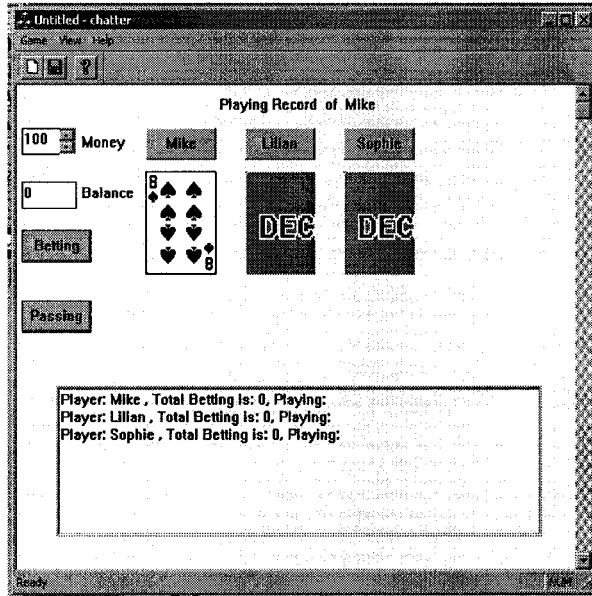 Untitled - chatter
Game View Help
Playing Record of Mike
100 Money Mike Lilian Sophie
0 Balance
8 DEC DEC
8
Betting
Passing
Player: Mike , Total Betting is: 0, Playing:
Player: Lilian , Total Betting is: 0, Playing:
Player: Sophie , Total Betting is: 0, Playing:
Ready NUM